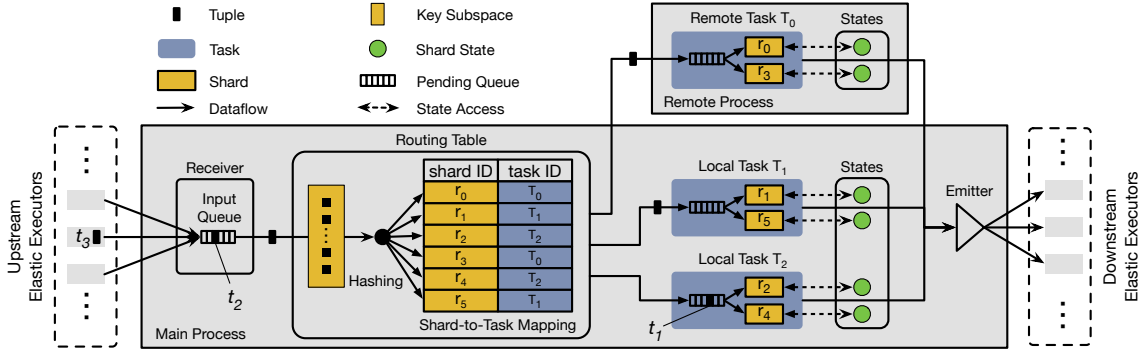 Tuple
Key Subspace
Task
Shard State
Shard
Pending Queue
Dataflow
State Access
Remote Task T0
States
r0
r3
Remote Process
Upstream
Elastic Executors
t3
Receiver
Input
Queue
t2
Main Process
Routing Table
Hashing
shard ID task ID
r0 T0
r1 T1
r2 T2
r3 T0
r4 T2
r5 T1
Shard-to-Task Mapping
Local Task T1
States
r1
r5
Local Task T2
r2
r4
t1
Emitter
Downstream
Elastic Executors